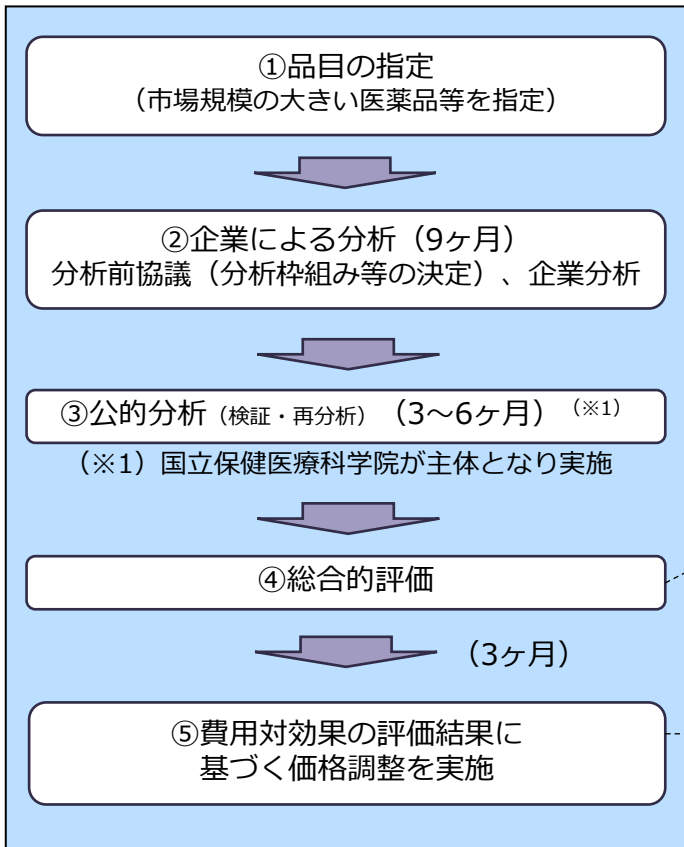 ①品目の指定
（市場規模の大きい医薬品等を指定）
②企業による分析（9ヶ月）
分析前協議（分析枠組み等の決定）、企業分析
③公的分析（検証・再分析）（3～6ヶ月）（※1）
（※1）国立保健医療科学院が主体となり実施
④総合的評価
（3ヶ月）
⑤費用対効果の評価結果に
基づく価格調整を実施